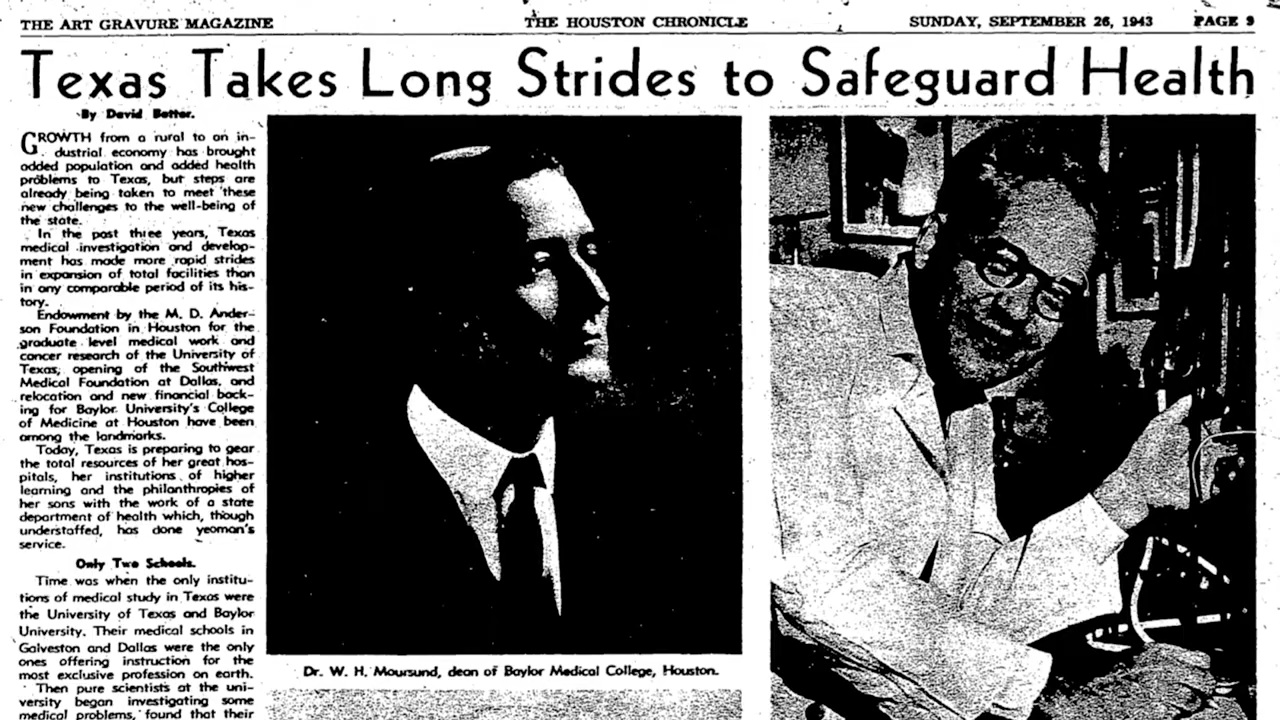 THE ART GRAVURE MAGAZINE THE HOUSTON CHRONICLE SUNDAY, SEPTEMBER 26, 1943 PAGE 9
Texas Takes Long Strides to Safeguard Health
By David Botter.
GROWTH from a rural to an in-
dustrial economy has brought
added population and added health
problems to Texas, but steps are
already being taken to meet these
new challenges to the well-being of
the state.
In the past three years, Texas
medical investigation and develop-
ment has made more rapid strides
in expansion of total facilities than
in any comparable period of its his-
tory.
Endowment by the M. D. Ander-
son Foundation in Houston for the
graduate level medical work and
cancer research of the University of
Texas, opening of the Southwest
Medical Foundation at Dallas, and
relocation and new financial back-
ing for Baylor University's College
of Medicine at Houston have been
among the landmarks.
Today, Texas is preparing to gear
the total resources of her great hos-
pitals, her institutions of higher
learning and the philanthropies of
her sons with the work of a state
department of health which, though
understaffed, has done yeoman's
service.
Only Two Schools.
Time was when the only institu-
tions of medical study in Texas were
the University of Texas and Baylor
University. Their medical schools in
Galveston and Dallas were the only
ones offering instruction for the
most exclusive profession on earth.
Then pure scientists at the uni-
versity began investigating some
medical problems, found that their
Dr. W. H. Moursund, dean of Baylor Medical College, Houston.